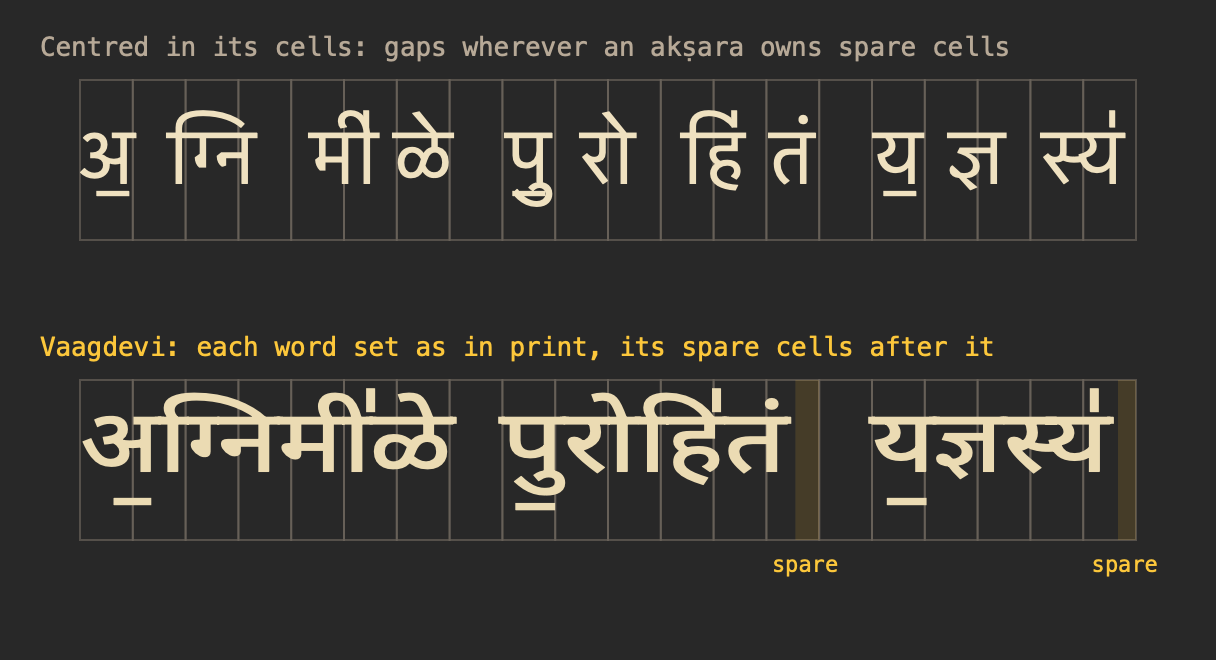 Centred in its cells: gaps wherever an akṣara owns spare cells
अ॒ग्निमी॑ळे पु॒रोहि॑तं य॒ज्ञस्य॑
Vaagdevi: each word set as in print, its spare cells after it
अ॒ग्निमी॑ळे पु॒रोहि॑तं य॒ज्ञस्य॑
spare spare